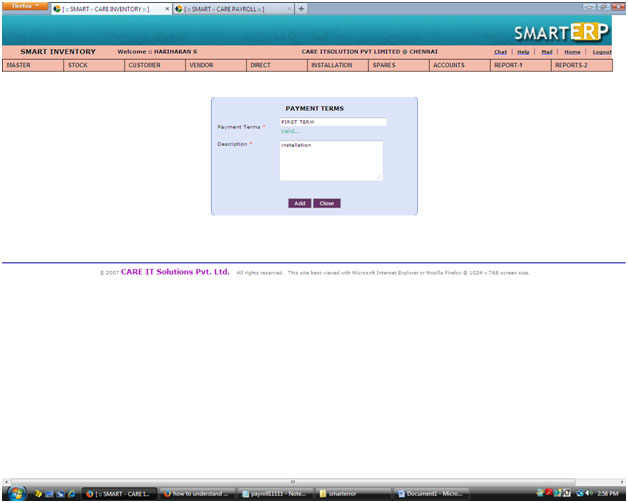 Firefox
[ :: SMART - CARE INVENTORY :: ] × [ :: SMART - CARE PAYROLL :: ] × +
SMARTERP
SMART INVENTORY Welcome :: HARIHARAN S CARE ITSOLUTION PVT LIMITED @ CHENNAI Chat | Help | Mail | Home | Logout
MASTER STOCK CUSTOMER VENDOR DIRECT INSTALLATION SPARES ACCOUNTS REPORT-1 REPORTS-2
PAYMENT TERMS
Payment Terms * FIRST TERM
Valid...
Description * Installation
Add Close
© 2007 CARE IT Solutions Pvt. Ltd. All rights reserved. This site best viewed with Microsoft Internet Explorer or Mozilla Firefox @ 1024 x 768 screen size.
[ :: SMART - CARE I... how to understand ... payroll11111 - Note... smarterror Document1 - Micro... 2:58 PM